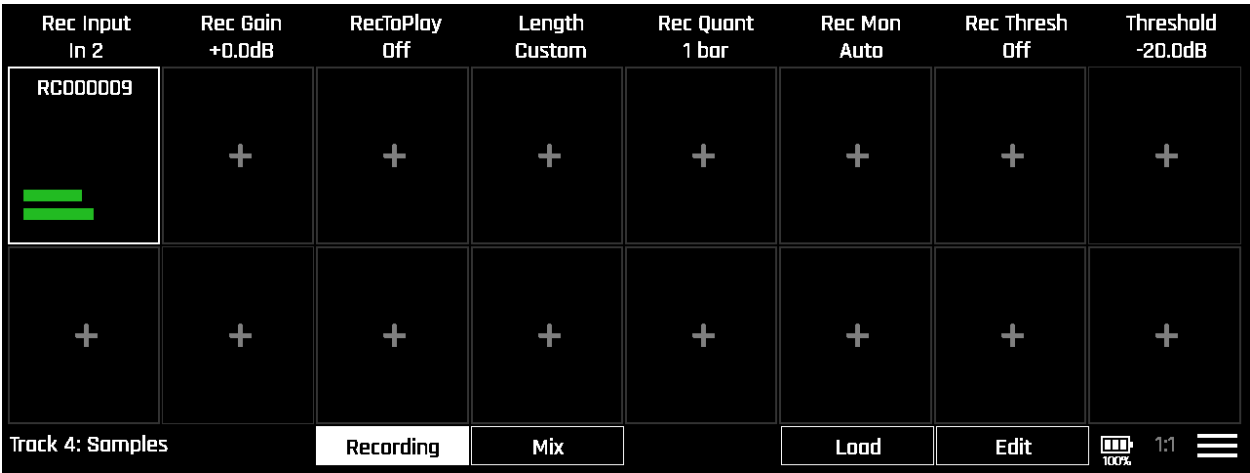 Rec Input Rec Gain RecToPlay Length Rec Quant Rec Mon Rec Thresh Threshold
In 2 +0.0dB Off Custom 1 bar Auto Off -20.0dB
RC000009
+ + + + + + +
+ + + + + + + +
Track 4: Samples Recording Mix Load Edit 100% 1:1